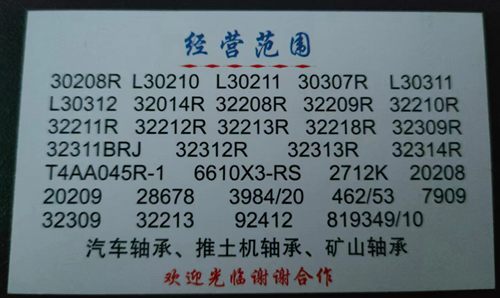 经营范围
30208R L30210 L30211 30307R L30311
L30312 32014R 32208R 32209R 32210R
32211R 32212R 32213R 32218R 32309R
32311BRJ 32312R 32313R 32314R
T4AA045R-1 6610X3-RS 2712K 20208
20209 28678 3984/20 462/53 7909
32309 32213 92412 819349/10
汽车轴承、推土机轴承、矿山轴承
欢迎光临谢谢合作